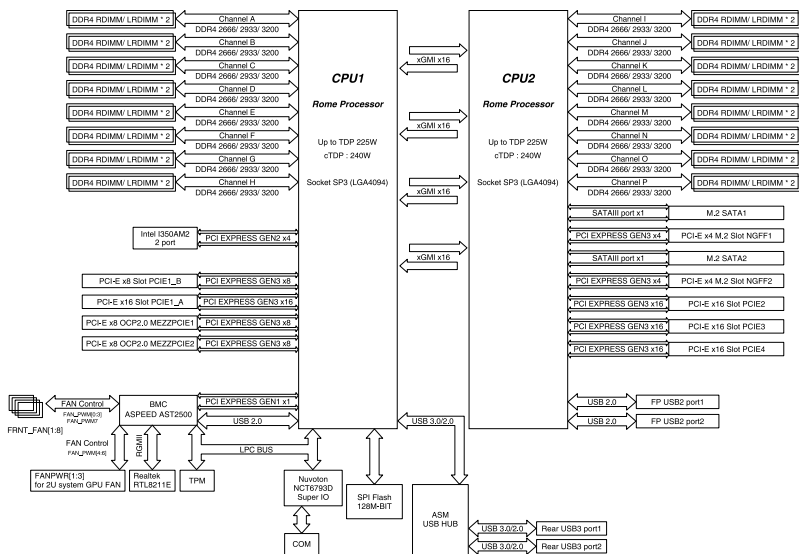 DDR4 RDIMM/ LRDIMM * 2
Channel A
DDR4 2666/ 2933/ 3200
DDR4 RDIMM/ LRDIMM * 2
Channel B
DDR4 2666/ 2933/ 3200
DDR4 RDIMM/ LRDIMM * 2
Channel C
DDR4 2666/ 2933/ 3200
DDR4 RDIMM/ LRDIMM * 2
Channel D
DDR4 2666/ 2933/ 3200
DDR4 RDIMM/ LRDIMM * 2
Channel E
DDR4 2666/ 2933/ 3200
DDR4 RDIMM/ LRDIMM * 2
Channel F
DDR4 2666/ 2933/ 3200
DDR4 RDIMM/ LRDIMM * 2
Channel G
DDR4 2666/ 2933/ 3200
DDR4 RDIMM/ LRDIMM * 2
Channel H
DDR4 2666/ 2933/ 3200
Intel I350AM2
2 port
PCI EXPRESS GEN2 x4
PCI-E x8 Slot PCIE1_B
PCI EXPRESS GEN3 x8
PCI-E x16 Slot PCIE1_A
PCI EXPRESS GEN3 x16
PCI-E x8 OCP2.0 MEZZPCIE1
PCI EXPRESS GEN3 x8
PCI-E x8 OCP2.0 MEZZPCIE2
PCI EXPRESS GEN3 x8
CPU1
Rome Processor
Up to TDP 225W
cTDP : 240W
Socket SP3 (LGA4094)
xGMI x16
xGMI x16
xGMI x16
xGMI x16
CPU2
Rome Processor
Up to TDP 225W
cTDP : 240W
Socket SP3 (LGA4094)
Channel I
DDR4 2666/ 2933/ 3200
DDR4 RDIMM/ LRDIMM * 2
Channel J
DDR4 2666/ 2933/ 3200
DDR4 RDIMM/ LRDIMM * 2
Channel K
DDR4 2666/ 2933/ 3200
DDR4 RDIMM/ LRDIMM * 2
Channel L
DDR4 2666/ 2933/ 3200
DDR4 RDIMM/ LRDIMM * 2
Channel M
DDR4 2666/ 2933/ 3200
DDR4 RDIMM/ LRDIMM * 2
Channel N
DDR4 2666/ 2933/ 3200
DDR4 RDIMM/ LRDIMM * 2
Channel O
DDR4 2666/ 2933/ 3200
DDR4 RDIMM/ LRDIMM * 2
Channel P
DDR4 2666/ 2933/ 3200
DDR4 RDIMM/ LRDIMM * 2
SATAIII port x1
M.2 SATA1
PCI EXPRESS GEN3 x4
PCI-E x4 M.2 Slot NGFF1
SATAIII port x1
M.2 SATA2
PCI EXPRESS GEN3 x4
PCI-E x4 M.2 Slot NGFF2
PCI EXPRESS GEN3 x16
PCI-E x16 Slot PCIE2
PCI EXPRESS GEN3 x16
PCI-E x16 Slot PCIE3
PCI EXPRESS GEN3 x16
PCI-E x16 Slot PCIE4
USB 2.0
FP USB2 port1
USB 2.0
FP USB2 port2
FRNT_FAN[1:8]
FAN Control
FAN_PWM[0:3]
FAN_PWM7
BMC
ASPEED AST2500
PCI EXPRESS GEN1 x1
USB 2.0
USB 3.0/2.0
FAN Control
FAN_PWM[4:6]
RGMII
LPC BUS
FANPWR[1:3]
for 2U system GPU FAN
Realtek
RTL8211E
TPM
Nuvoton
NCT6793D
Super IO
SPI Flash
128M-BIT
COM
ASM
USB HUB
USB 3.0/2.0
Rear USB3 port1
USB 3.0/2.0
Rear USB3 port2